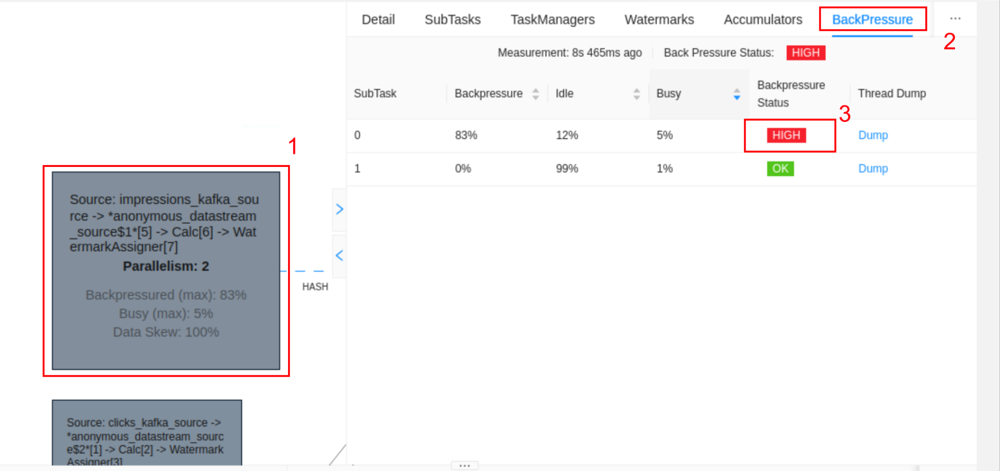 Detail SubTasks TaskManagers Watermarks Accumulators BackPressure ...
2
Measurement: 8s 465ms ago Back Pressure Status: HIGH
SubTask Backpressure Idle Busy Backpressure Status Thread Dump
3
0 83% 12% 5% HIGH Dump
1 0% 99% 1% OK Dump
1
Source: impressions_kafka_sou
rce -> *anonymous_datastream
_source$1*[5] -> Calc[6] -> Wat
ermarkAssigner[7]
Parallelism: 2
Backpressured (max): 83%
Busy (max): 5%
Data Skew: 100%
HASH
Source: clicks_kafka_source ->
*anonymous_datastream_sourc
e$2*[1] -> Calc[2] -> Watermark
Assigner[3]